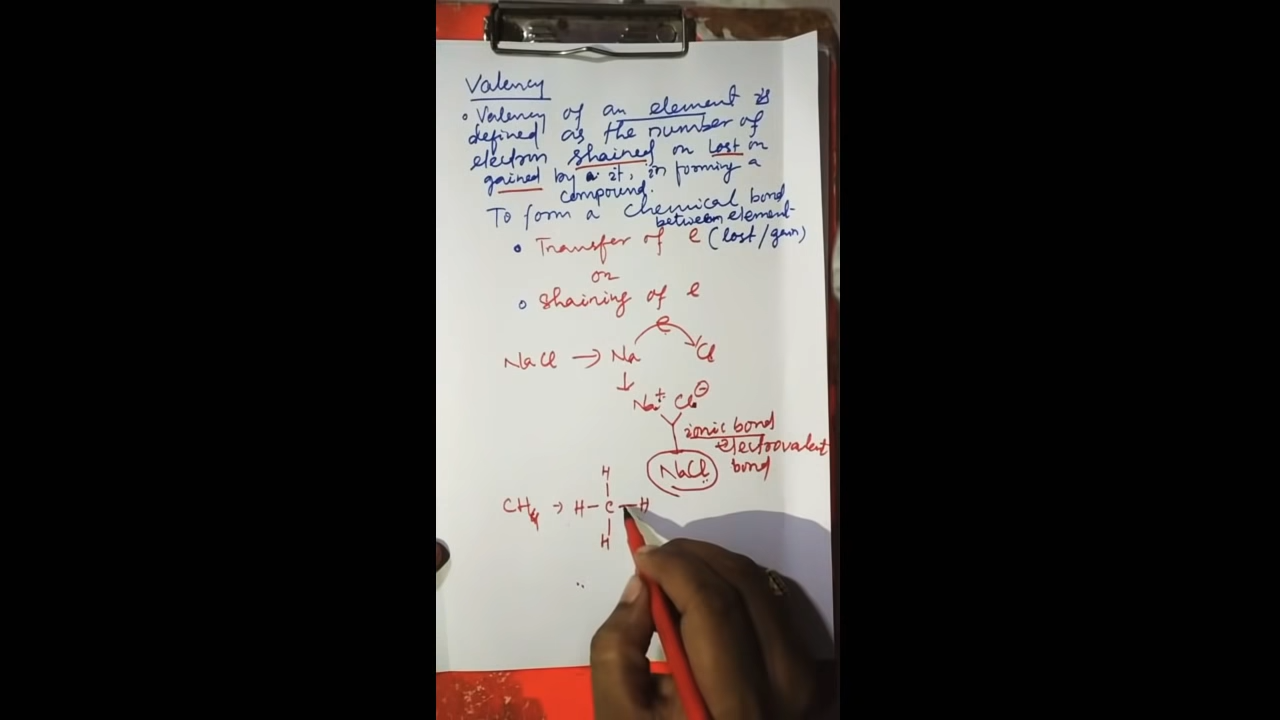 Valency
• Valency of an element is
defined as the number of
electron shained or lost or
gained by it, in forming a
compound.
To form a Chemical bond
between element
• Transfer of e (lost/gain)
or
• Shaining of e
e
NaCl → Na Cl
↓
Na+ Cl⊖
ionic bond
electrovalent
bond
NaCl
H
CH4 → H—C—H
H